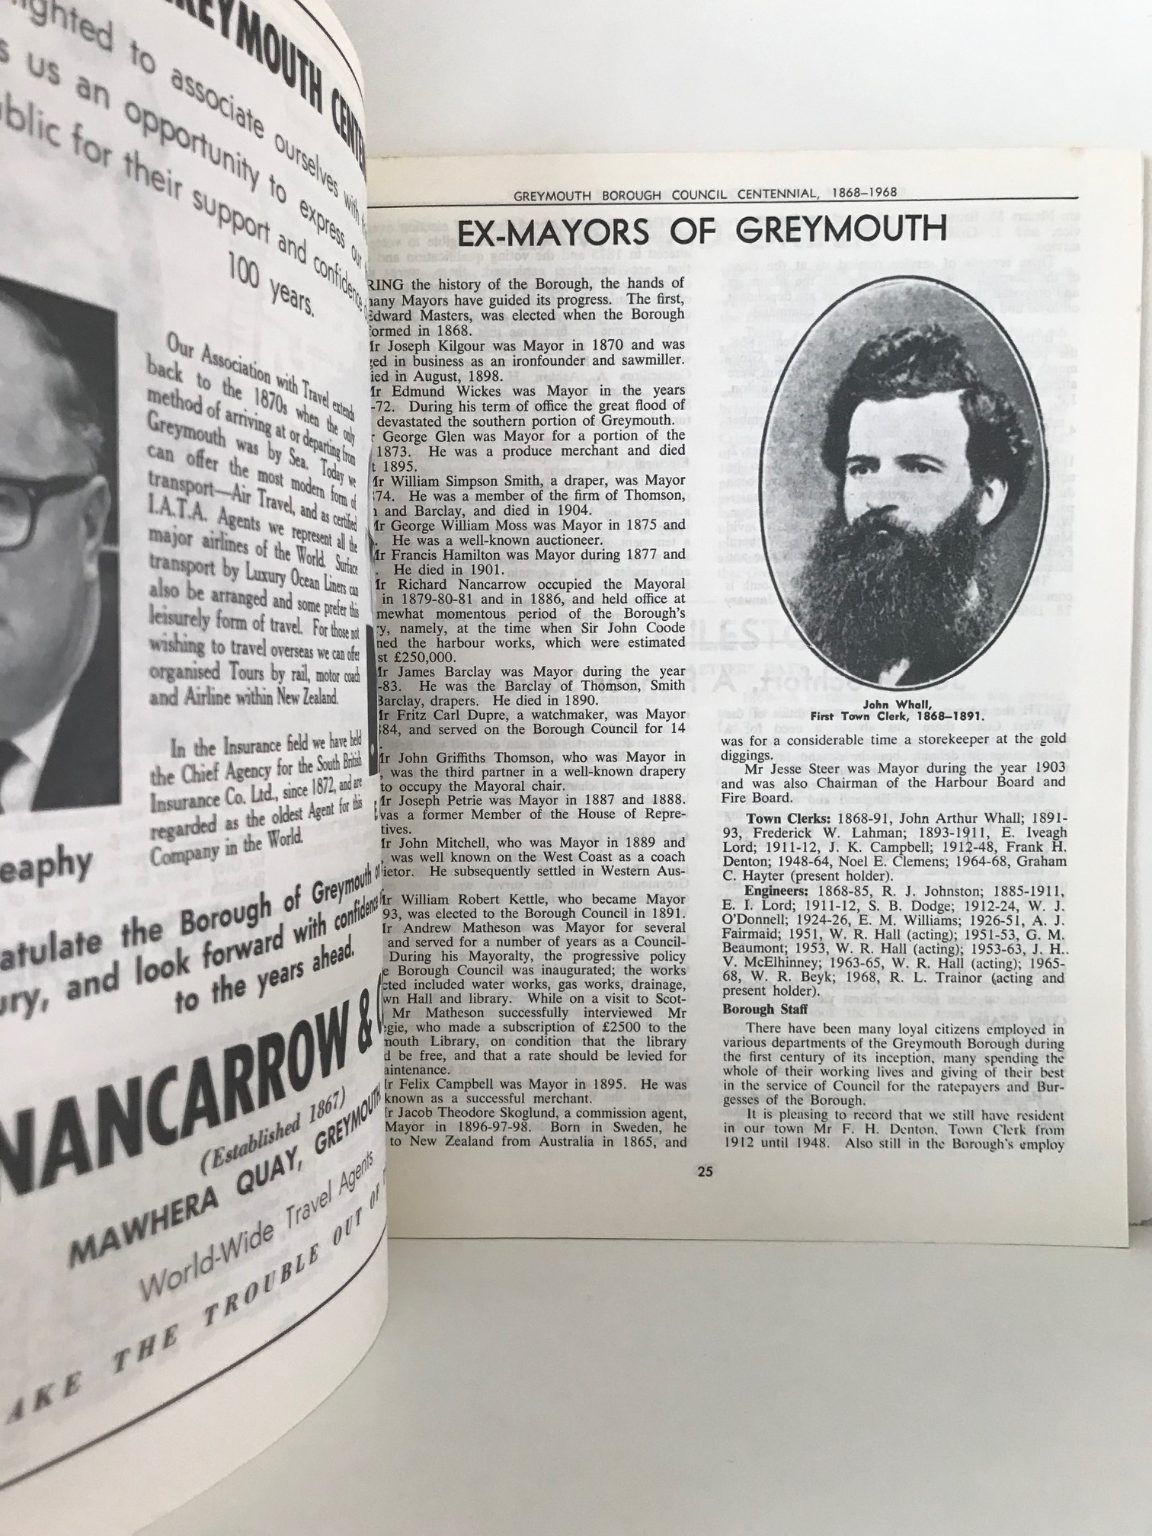 GREYMOUTH CENTE
ghted to associate ourselves with
s us an opportunity to express our
blic for their support and confidence
100 years.
Our Association with Travel extends
back to the 1870s when the only
method of arriving at or departing from
Greymouth was by Sea. Today we
can offer the most modern form of
transport—Air Travel, and as certified
I.A.T.A. Agents we represent all the
major airlines of the World. Surface
transport by Luxury Ocean Liners can
also be arranged and some prefer this
leisurely form of travel. For those not
wishing to travel overseas we can offer
organised Tours by rail, motor coach
and Airline within New Zealand.
In the Insurance field we have held
the Chief Agency for the South British
Insurance Co. Ltd., since 1872, and are
regarded as the oldest Agent for this
Company in the World.
eaphy
atulate the Borough of Greymouth
ury, and look forward with confidence
to the years ahead.
NANCARROW &
(Established 1867)
MAWHERA QUAY, GREYMOUTH
World-Wide Travel Agents
AKE THE TROUBLE OUT OF
GREYMOUTH BOROUGH COUNCIL CENTENNIAL, 1868–1968
EX-MAYORS OF GREYMOUTH
RING the history of the Borough, the hands of
many Mayors have guided its progress. The first,
Edward Masters, was elected when the Borough
formed in 1868.
Mr Joseph Kilgour was Mayor in 1870 and was
ged in business as an ironfounder and sawmiller.
ied in August, 1898.
Mr Edmund Wickes was Mayor in the years
-72. During his term of office the great flood of
devastated the southern portion of Greymouth.
r George Glen was Mayor for a portion of the
1873. He was a produce merchant and died
t 1895.
Mr William Simpson Smith, a draper, was Mayor
74. He was a member of the firm of Thomson,
and Barclay, and died in 1904.
Mr George William Moss was Mayor in 1875 and
He was a well-known auctioneer.
Mr Francis Hamilton was Mayor during 1877 and
. He died in 1901.
Mr Richard Nancarrow occupied the Mayoral
in 1879-80-81 and in 1886, and held office at
mewhat momentous period of the Borough's
y, namely, at the time when Sir John Coode
ned the harbour works, which were estimated
st £250,000.
Mr James Barclay was Mayor during the year
-83. He was the Barclay of Thomson, Smith
Barclay, drapers. He died in 1890.
Mr Fritz Carl Dupre, a watchmaker, was Mayor
84, and served on the Borough Council for 14
Mr John Griffiths Thomson, who was Mayor in
, was the third partner in a well-known drapery
to occupy the Mayoral chair.
Mr Joseph Petrie was Mayor in 1887 and 1888.
was a former Member of the House of Repre-
tives.
Mr John Mitchell, who was Mayor in 1889 and
, was well known on the West Coast as a coach
ietor. He subsequently settled in Western Aus-
Mr William Robert Kettle, who became Mayor
93, was elected to the Borough Council in 1891.
Mr Andrew Matheson was Mayor for several
and served for a number of years as a Council-
During his Mayoralty, the progressive policy
e Borough Council was inaugurated; the works
cted included water works, gas works, drainage,
wn Hall and library. While on a visit to Scot-
Mr Matheson successfully interviewed Mr
gie, who made a subscription of £2500 to the
mouth Library, on condition that the library
d be free, and that a rate should be levied for
aintenance.
Mr Felix Campbell was Mayor in 1895. He was
known as a successful merchant.
Mr Jacob Theodore Skoglund, a commission agent,
Mayor in 1896-97-98. Born in Sweden, he
to New Zealand from Australia in 1865, and
John Whall,
First Town Clerk, 1868–1891.
was for a considerable time a storekeeper at the gold
diggings.
Mr Jesse Steer was Mayor during the year 1903
and was also Chairman of the Harbour Board and
Fire Board.
Town Clerks: 1868-91, John Arthur Whall; 1891-
93, Frederick W. Lahman; 1893-1911, E. Iveagh
Lord; 1911-12, J. K. Campbell; 1912-48, Frank H.
Denton; 1948-64, Noel E. Clemens; 1964-68, Graham
C. Hayter (present holder).
Engineers: 1868-85, R. J. Johnston; 1885-1911,
E. I. Lord; 1911-12, S. B. Dodge; 1912-24, W. J.
O'Donnell; 1924-26, E. M. Williams; 1926-51, A. J.
Fairmaid; 1951, W. R. Hall (acting); 1951-53, G. M.
Beaumont; 1953, W. R. Hall (acting); 1953-63, J. H.
V. McElhinney; 1963-65, W. R. Hall (acting); 1965-
68, W. R. Beyk; 1968, R. L. Trainor (acting and
present holder).
Borough Staff
There have been many loyal citizens employed in
various departments of the Greymouth Borough during
the first century of its inception, many spending the
whole of their working lives and giving of their best
in the service of Council for the ratepayers and Bur-
gesses of the Borough.
It is pleasing to record that we still have resident
in our town Mr F. H. Denton, Town Clerk from
1912 until 1948. Also still in the Borough's employ
25